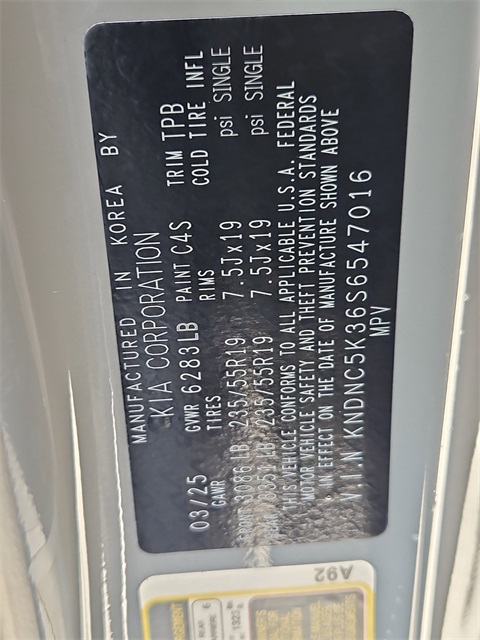 MANUFACTURED IN KOREA BY
KIA CORPORATION
03/25 GVWR 6283LB PAINT C4S TRIM TPB
GAWR TIRES RIMS COLD TIRE INFL
LB 235/55R19 7.5Jx19 psi SINGLE
LB 235/55R19 7.5Jx19 psi SINGLE
THIS VEHICLE CONFORMS TO ALL APPLICABLE U.S.A. FEDERAL
MOTOR VEHICLE SAFETY AND THEFT PREVENTION STANDARDS
IN EFFECT ON THE DATE OF MANUFACTURE SHOWN ABOVE
V.I.N KNDNC5K36S6547016
MPV
A92
REAR